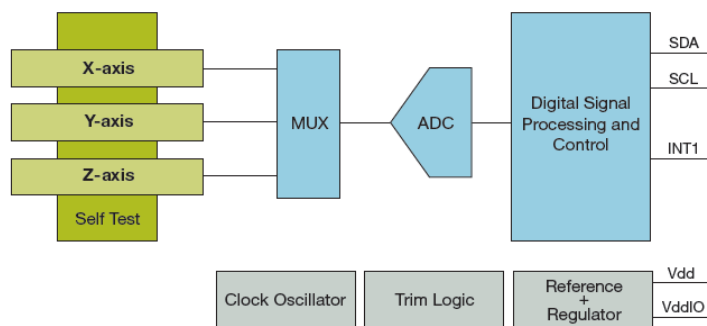 X-axis
Y-axis
Z-axis
Self Test
MUX
ADC
Digital Signal
Processing and
Control
SDA
SCL
INT1
Clock Oscillator
Trim Logic
Reference
+
Regulator
Vdd
VddIO